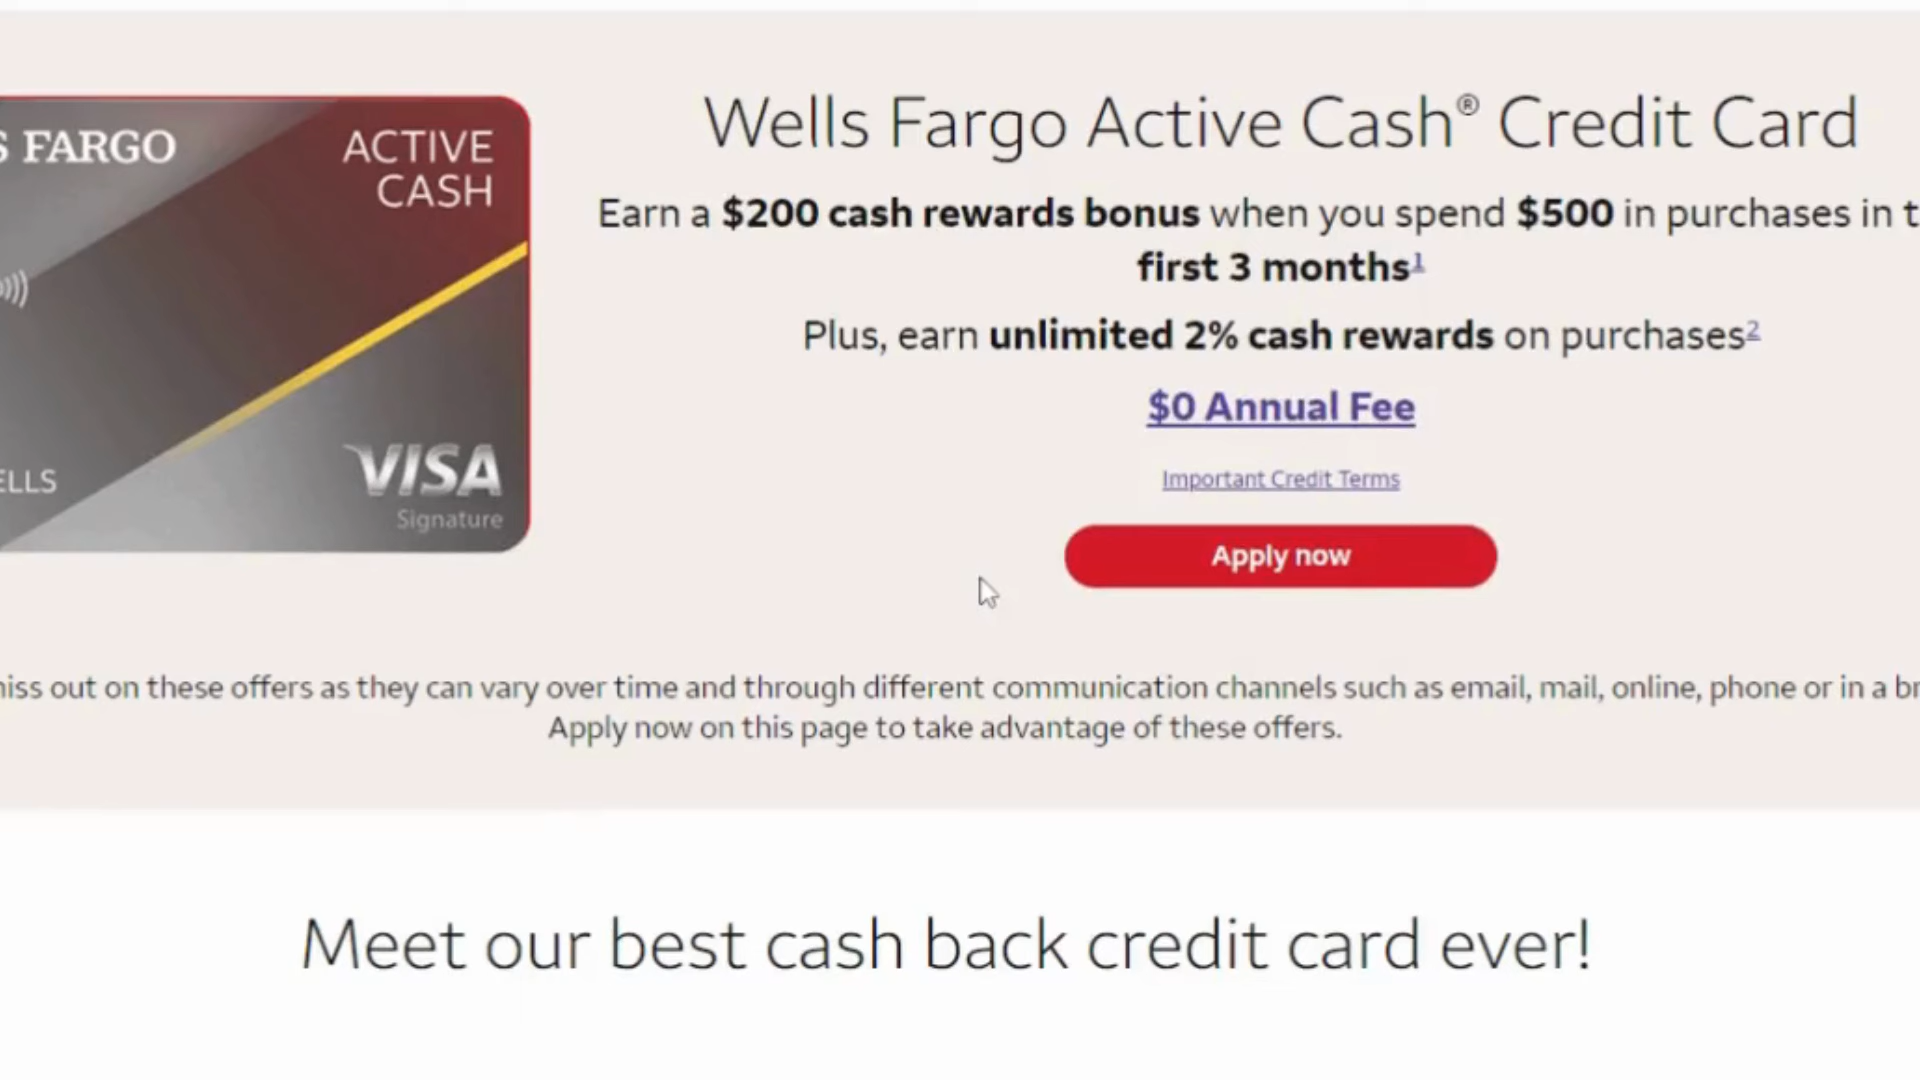 Wells Fargo Active Cash® Credit Card
FARGO
ACTIVE
CASH
Earn a $200 cash rewards bonus when you spend $500 in purchases in
first 3 months1
Plus, earn unlimited 2% cash rewards on purchases2
$0 Annual Fee
VISA
Signature
Important Credit Terms
Apply now
out on these offers as they can vary over time and through different communication channels such as email, mail, online, phone or in a
Apply now on this page to take advantage of these offers.
Meet our best cash back credit card ever!